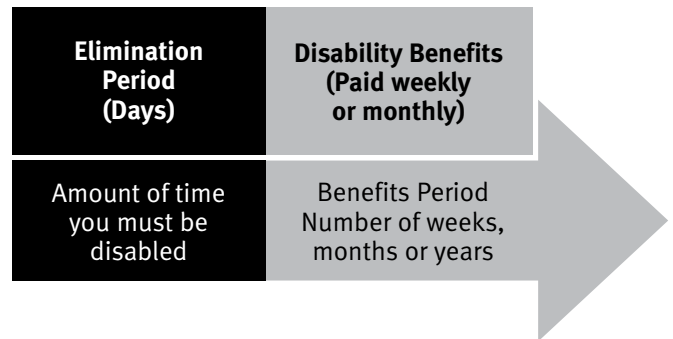 Elimination
Period
(Days)
Disability Benefits
(Paid weekly
or monthly)
Amount of time
you must be
disabled
Benefits Period
Number of weeks,
months or years